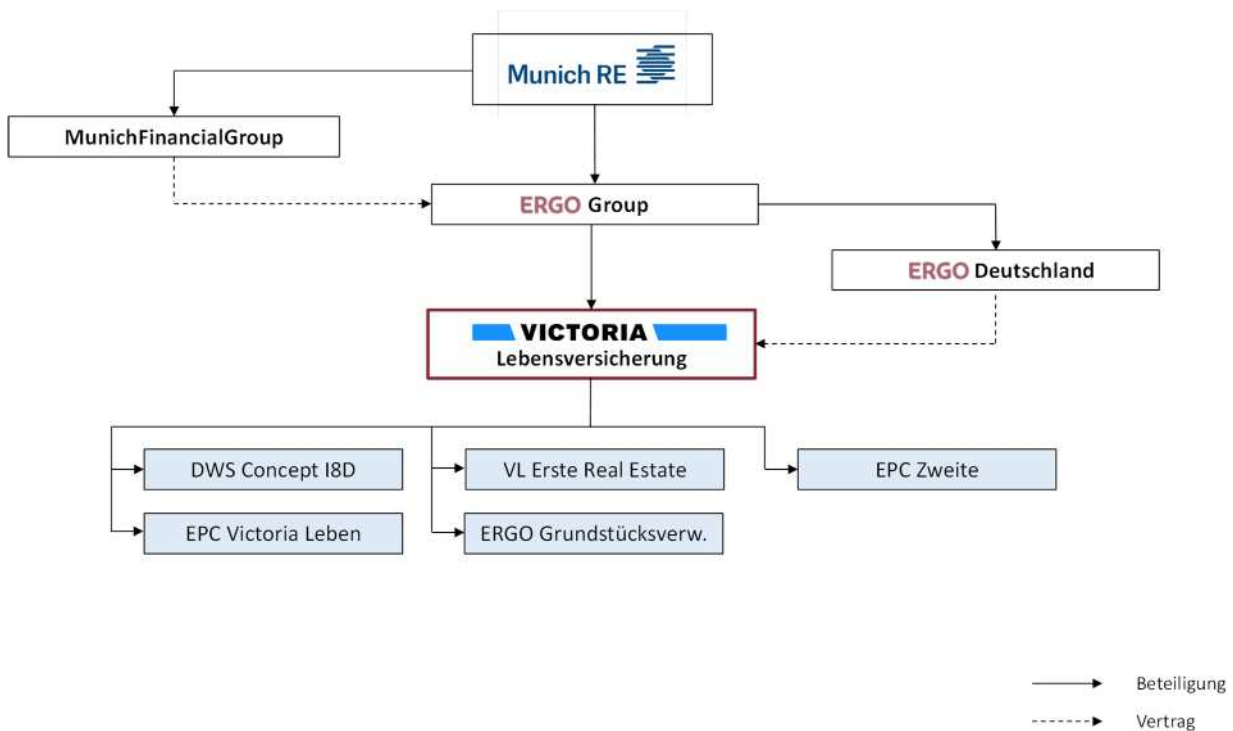 Munich RE
MunichFinancialGroup
ERGO Group
ERGO Deutschland
VICTORIA
Lebensversicherung
DWS Concept I8D
VL Erste Real Estate
EPC Zweite
EPC Victoria Leben
ERGO Grundstücksverw.
Beteiligung
Vertrag